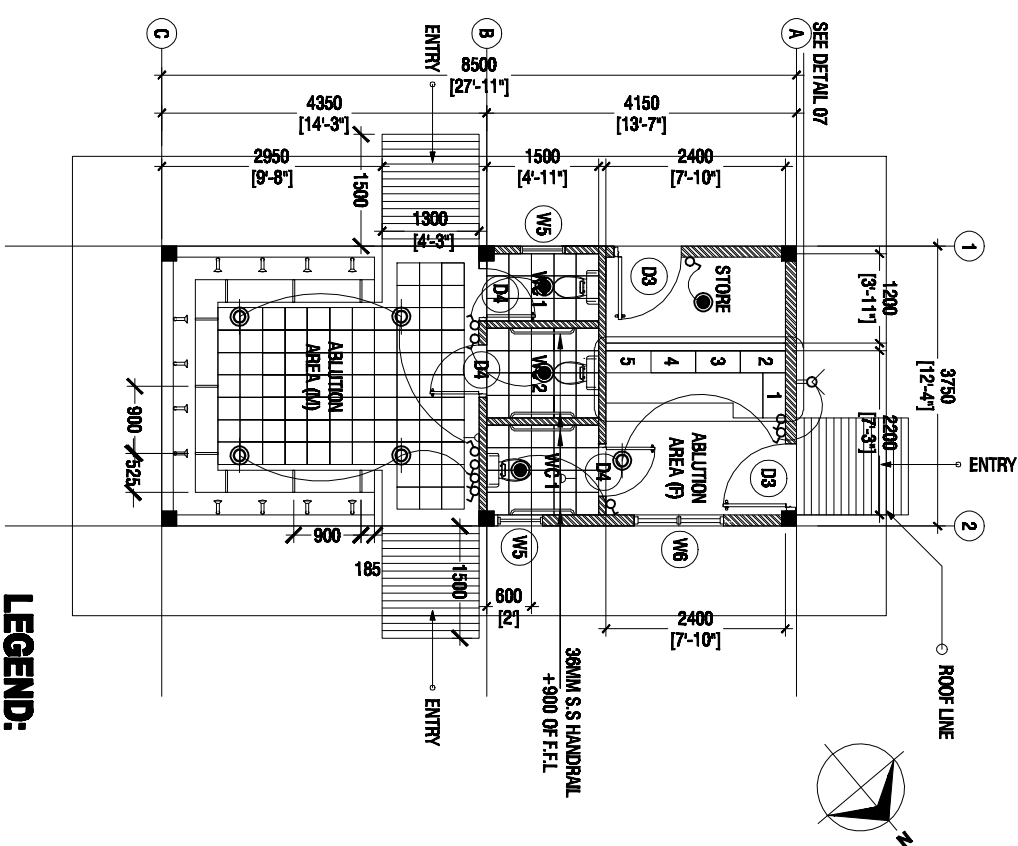 C
B
A
SEE DETAIL 07
ENTRY
8500
[27'-11"]
4350
[14'-3"]
4150
[13'-7"]
2950
[9'-8"]
1500
[4'-11"]
2400
[7'-10"]
1500
1300
[4'-3"]
W5
1
D3
STORE
1200
[3'-11"]
3750
[12'-4"]
2200
[7'-3"]
WC 1
D4
5
4
3
2
1
ABLUTION
AREA (M)
D4
WC 2
ABLUTION
AREA (F)
D3
ENTRY
900
525
WC 1
D4
2
900
185
1500
W5
W6
600
[2']
2400
[7'-10"]
36MM S.S HANDRAIL
+900 OF F.F.L
ROOF LINE
ENTRY
LEGEND:
N